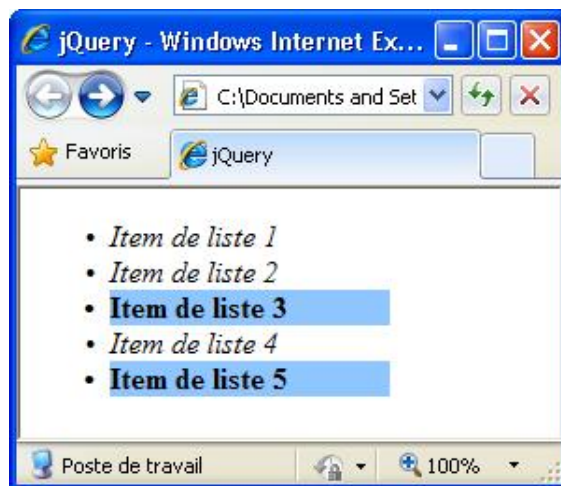 jQuery - Windows Internet Ex...
C:\Documents and Set
Favoris
jQuery
• Item de liste 1
• Item de liste 2
• Item de liste 3
• Item de liste 4
• Item de liste 5
Poste de travail
100%